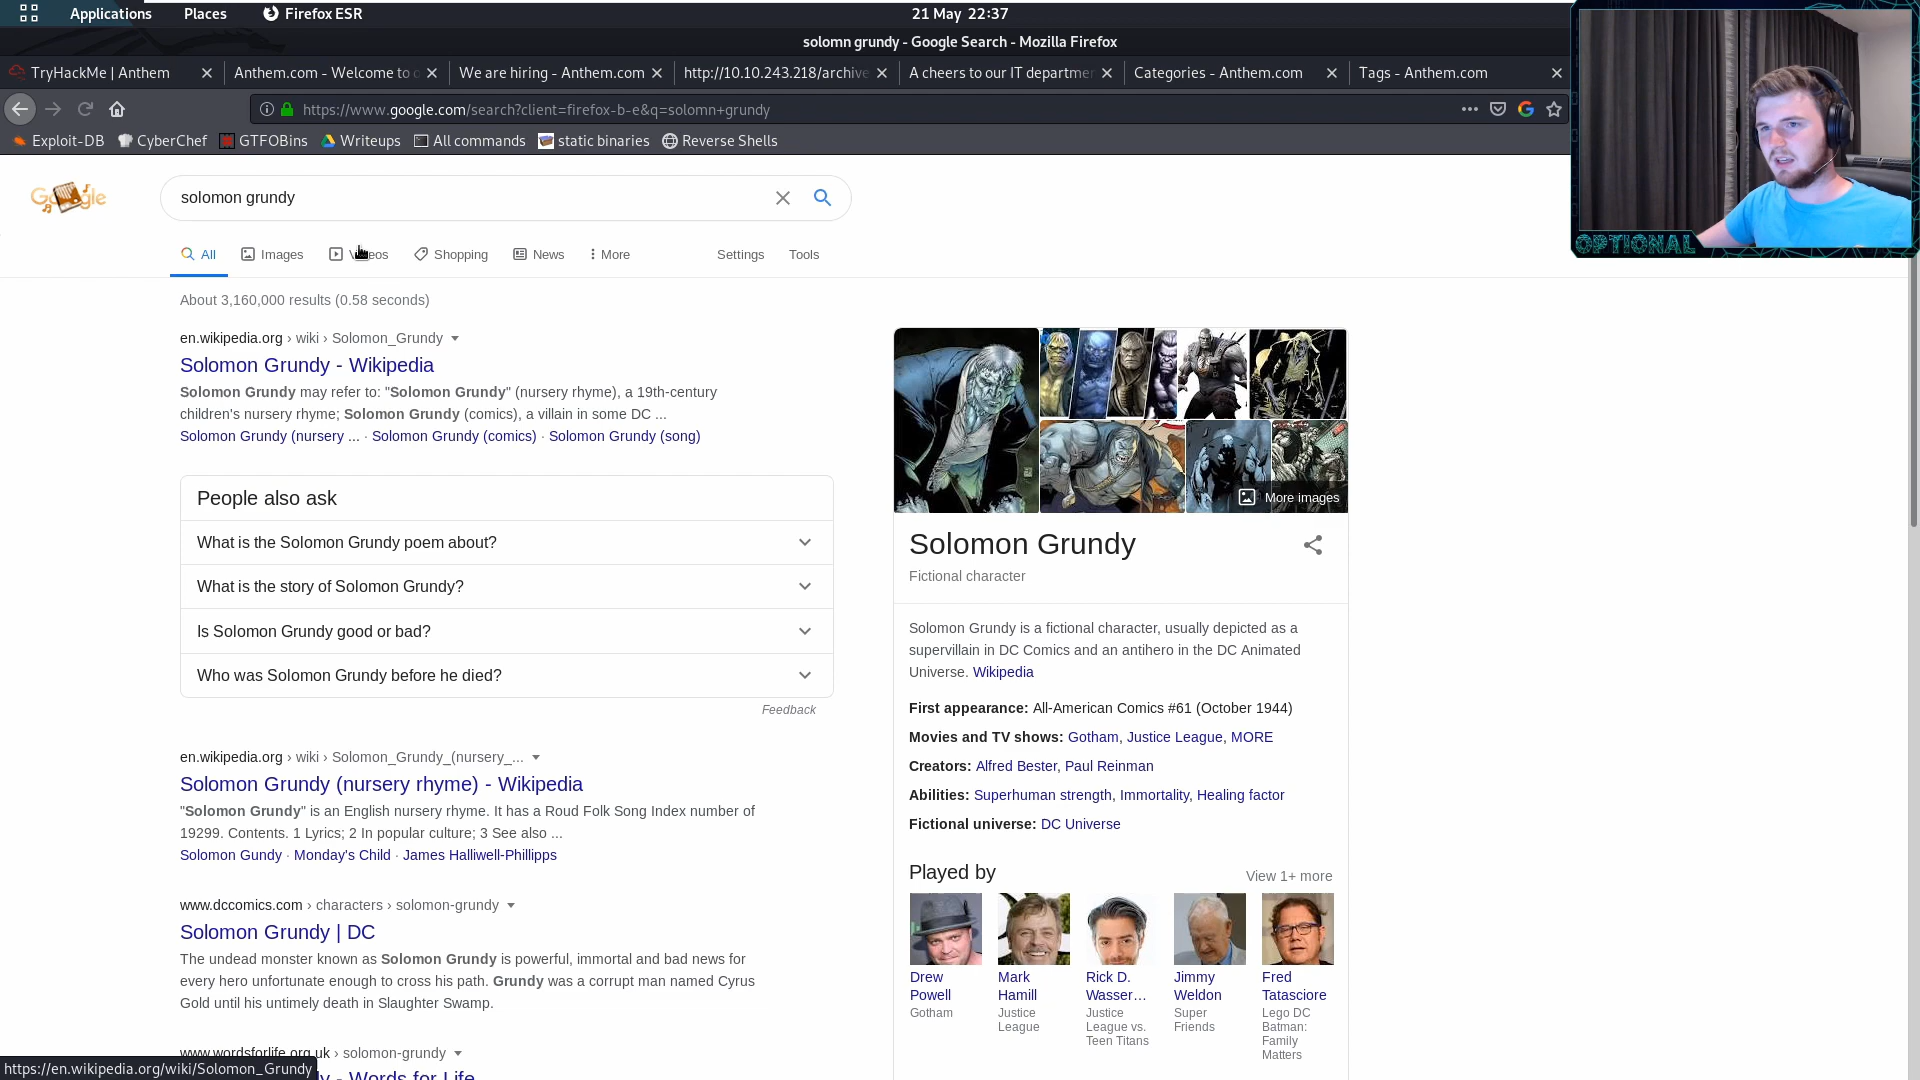 Applications Places Firefox ESR 21 May 22:37
solomn grundy - Google Search - Mozilla Firefox
TryHackMe | Anthem Anthem.com - Welcome to We are hiring - Anthem.com http://10.10.243.218/archive A cheers to our IT departme Categories - Anthem.com Tags - Anthem.com
https://www.google.com/search?client=firefox-b-e&q=solomn+grundy
Exploit-DB CyberChef GTFOBins Writeups All commands static binaries Reverse Shells
OPTIONAL
Google
solomon grundy
All Images Videos Shopping News More Settings Tools
About 3,160,000 results (0.58 seconds)
en.wikipedia.org › wiki › Solomon_Grundy
Solomon Grundy - Wikipedia
Solomon Grundy may refer to: "Solomon Grundy" (nursery rhyme), a 19th-century
children's nursery rhyme; Solomon Grundy (comics), a villain in some DC ...
Solomon Grundy (nursery ... · Solomon Grundy (comics) · Solomon Grundy (song)
People also ask
What is the Solomon Grundy poem about?
What is the story of Solomon Grundy?
Is Solomon Grundy good or bad?
Who was Solomon Grundy before he died?
Feedback
en.wikipedia.org › wiki › Solomon_Grundy_(nursery_...
Solomon Grundy (nursery rhyme) - Wikipedia
"Solomon Grundy" is an English nursery rhyme. It has a Roud Folk Song Index number of
19299. Contents. 1 Lyrics; 2 In popular culture; 3 See also ...
Solomon Gundy · Monday's Child · James Halliwell-Phillipps
www.dccomics.com › characters › solomon-grundy
Solomon Grundy | DC
The undead monster known as Solomon Grundy is powerful, immortal and bad news for
every hero unfortunate enough to cross his path. Grundy was a corrupt man named Cyrus
Gold until his untimely death in Slaughter Swamp.
www.wordsforlife.org.uk › solomon-grundy
- Words for Life
https://en.wikipedia.org/wiki/Solomon_Grundy
More images
Solomon Grundy
Fictional character
Solomon Grundy is a fictional character, usually depicted as a
supervillain in DC Comics and an antihero in the DC Animated
Universe. Wikipedia
First appearance: All-American Comics #61 (October 1944)
Movies and TV shows: Gotham, Justice League, MORE
Creators: Alfred Bester, Paul Reinman
Abilities: Superhuman strength, Immortality, Healing factor
Fictional universe: DC Universe
Played by View 1+ more
Drew Mark Rick D. Jimmy Fred
Powell Hamill Wasser... Weldon Tatasciore
Gotham Justice Justice Super Lego DC
League League vs. Friends Batman:
Teen Titans Family
Matters